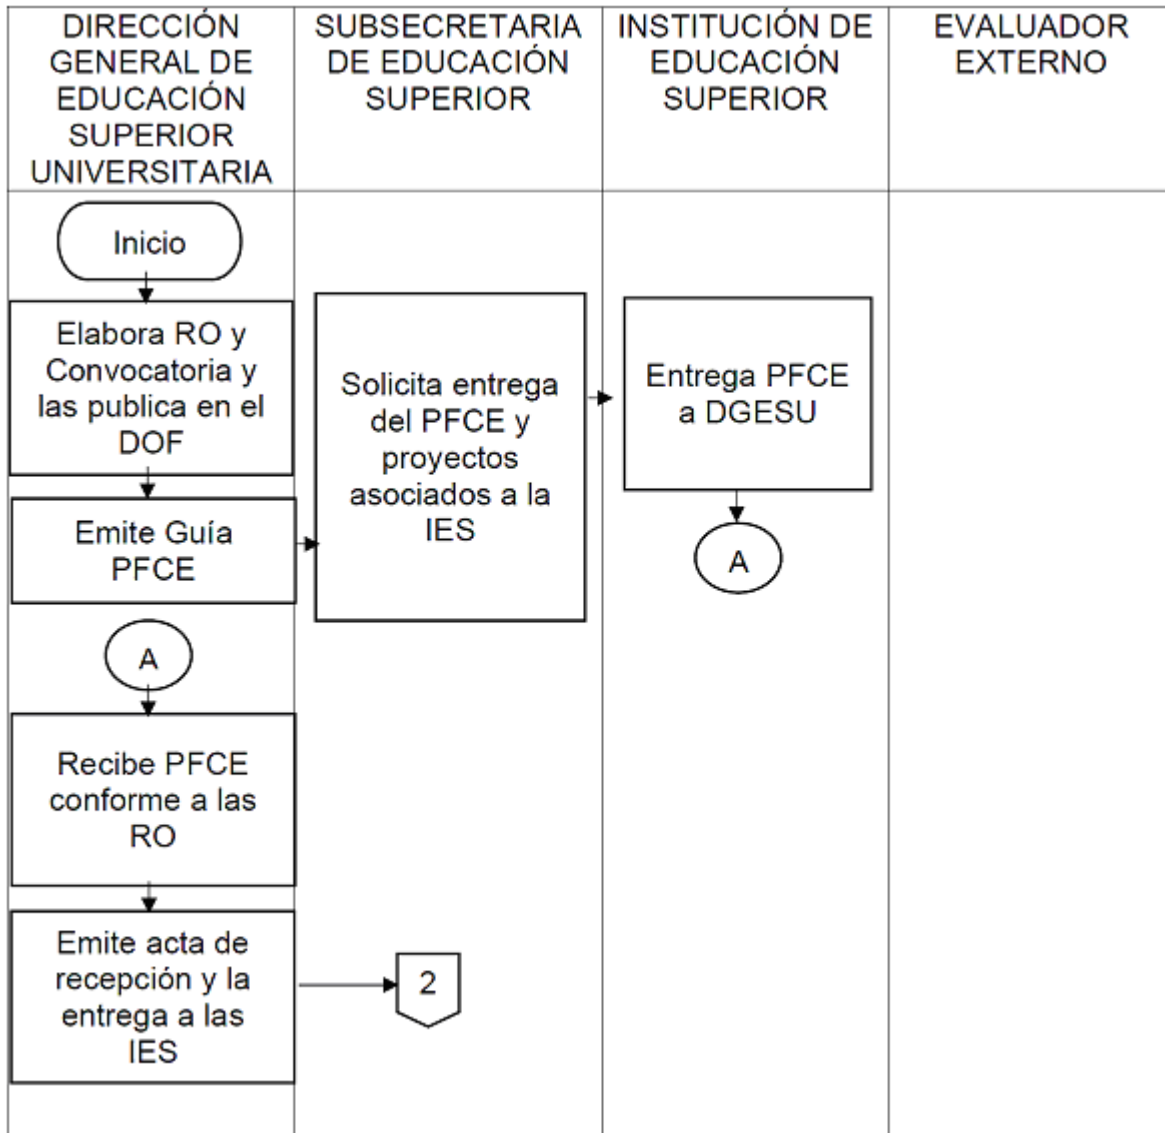 DIRECCIÓN
GENERAL DE
EDUCACIÓN
SUPERIOR
UNIVERSITARIA
SUBSECRETARIA
DE EDUCACIÓN
SUPERIOR
INSTITUCIÓN DE
EDUCACIÓN
SUPERIOR
EVALUADOR
EXTERNO
Inicio
Elabora RO y
Convocatoria y
las publica en el
DOF
Emite Guía
PFCE
Solicita entrega
del PFCE y
proyectos
asociados a la
IES
Entrega PFCE
a DGESU
A
A
Recibe PFCE
conforme a las
RO
Emite acta de
recepción y la
entrega a las
IES
2